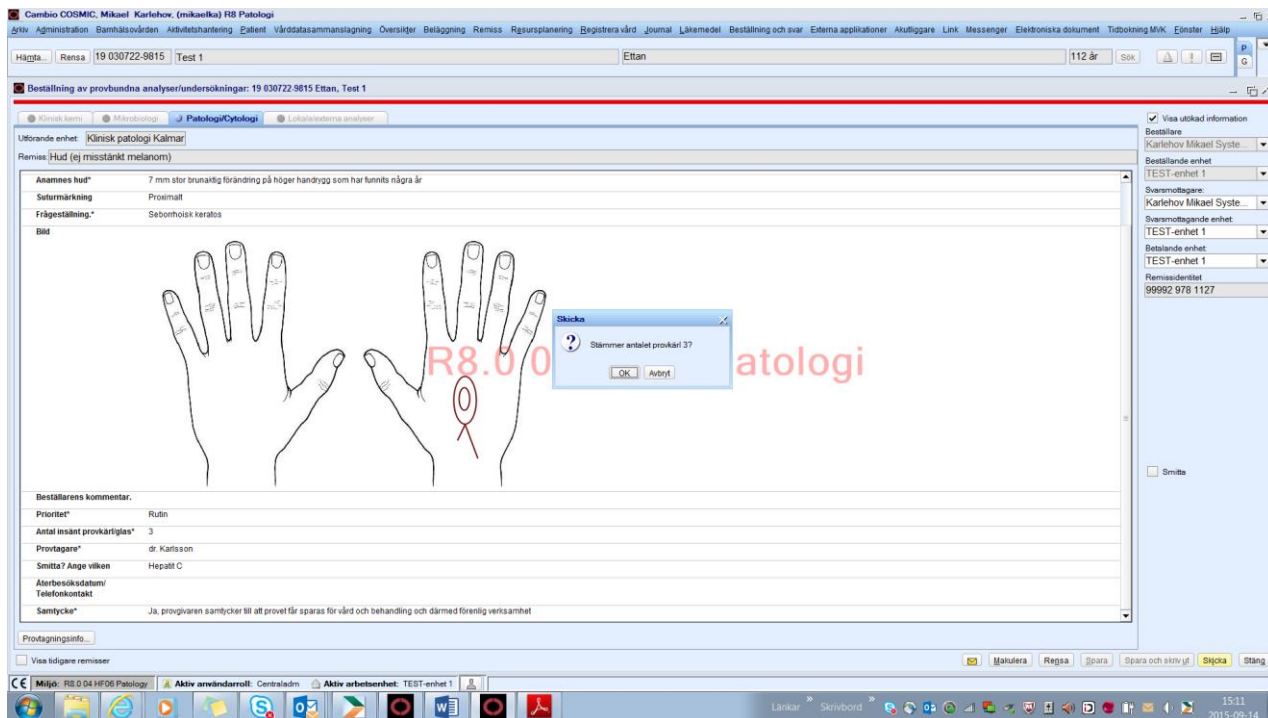 Cambio COSMIC, Mikael Karlehov, (mikaelka) R8 Patologi
Arkiv Administration Barnhälsovården Aktivitetshantering Patient Vårddatasammanslagning Översikter Beläggning Remiss Resursplanering Registrera vård Journal Läkemedel Beställning och svar Externa applikationer Akutliggare Link Messenger Elektroniska dokument Tidbokning MVK Fönster Hjälp
Hämta... Rensa 19 030722-9815 Test 1 Ettan 112 år Sök
P
G
Beställning av provbundna analyser/undersökningar: 19 030722-9815 Ettan, Test 1
Klinisk kemi Mikrobiologi Patologi/Cytologi Lokala/externa analyser
Utförande enhet: Klinisk patologi Kalmar
Remiss: Hud (ej misstänkt melanom)
Visa utökad information
Beställare
Karlehov Mikael Syste...
Beställande enhet
TEST-enhet 1
Svarsmottagare:
Karlehov Mikael Syste...
Svarsmottagande enhet:
TEST-enhet 1
Betalande enhet:
TEST-enhet 1
Remissidentitet
99992 978 1127
Smitta
Anamnes hud* 7 mm stor brunaktig förändring på höger handrygg som har funnits några år
Suturmärkning Proximalt
Frågeställning.* Seborrhoisk keratos
Bild
R8.0 0 atologi
Skicka
Stämmer antalet provkärl 3?
OK Avbryt
Beställarens kommentar.
Prioritet* Rutin
Antal insänt provkärl/glas* 3
Provtagare* dr. Karlsson
Smitta? Ange vilken Hepatit C
Återbesöksdatum/
Telefonkontakt
Samtycke* Ja, provgivaren samtycker till att provet får sparas för vård och behandling och därmed förenlig verksamhet
Provtagningsinfo...
Visa tidigare remisser
Makulera Rensa Spara Spara och skriv ut Skicka Stäng
CE Miljö: R8.0 04 HF06 Patology Aktiv användarroll: Centraladm Aktiv arbetsenhet: TEST-enhet 1
Länkar » Skrivbord » 15:11
2015-09-14